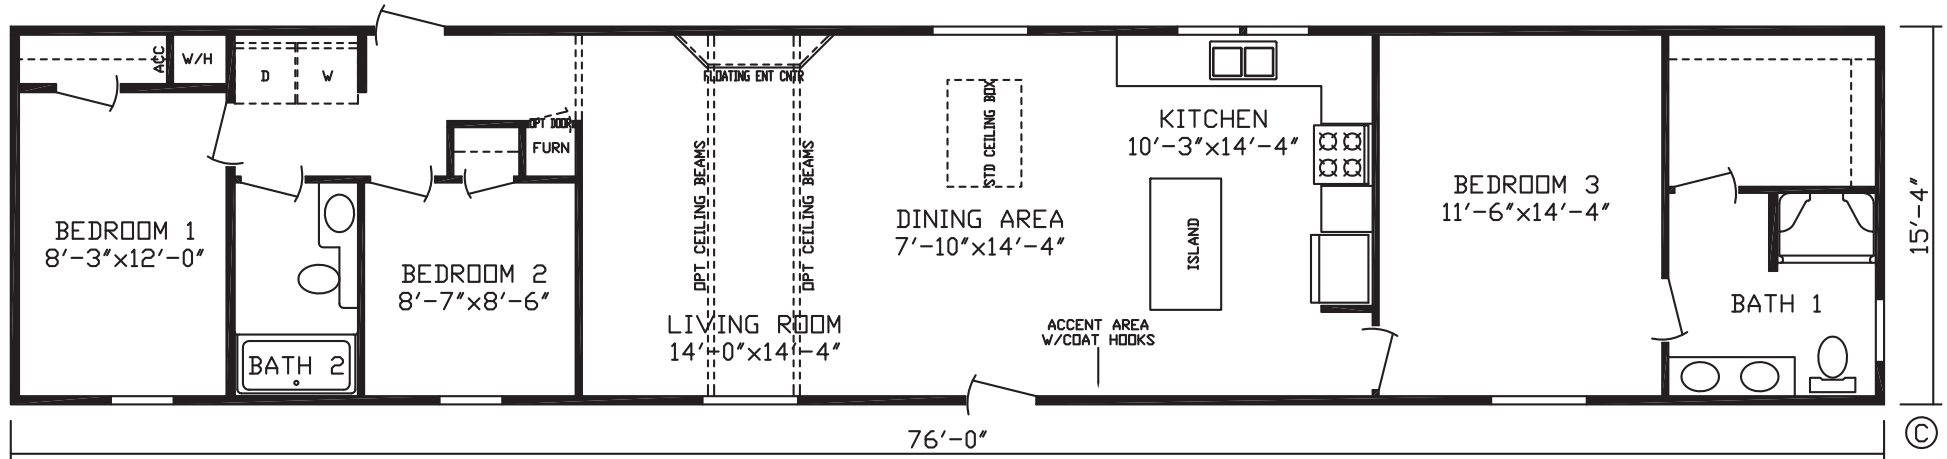 ACC
W/H
D
W
FLOATING ENT CNTR
STD CEILING BOX
OPT DOOR
FURN
OPT CEILING BEAMS
OPT CEILING BEAMS
KITCHEN
10'-3"x14'-4"
BEDROOM 1
8'-3"x12'-0"
BEDROOM 2
8'-7"x8'-6"
BATH 2
LIVING ROOM
14'-0"x14'-4"
DINING AREA
7'-10"x14'-4"
ISLAND
ACCENT AREA
W/COAT HOOKS
BEDROOM 3
11'-6"x14'-4"
BATH 1
15'-4"
76'-0"
©